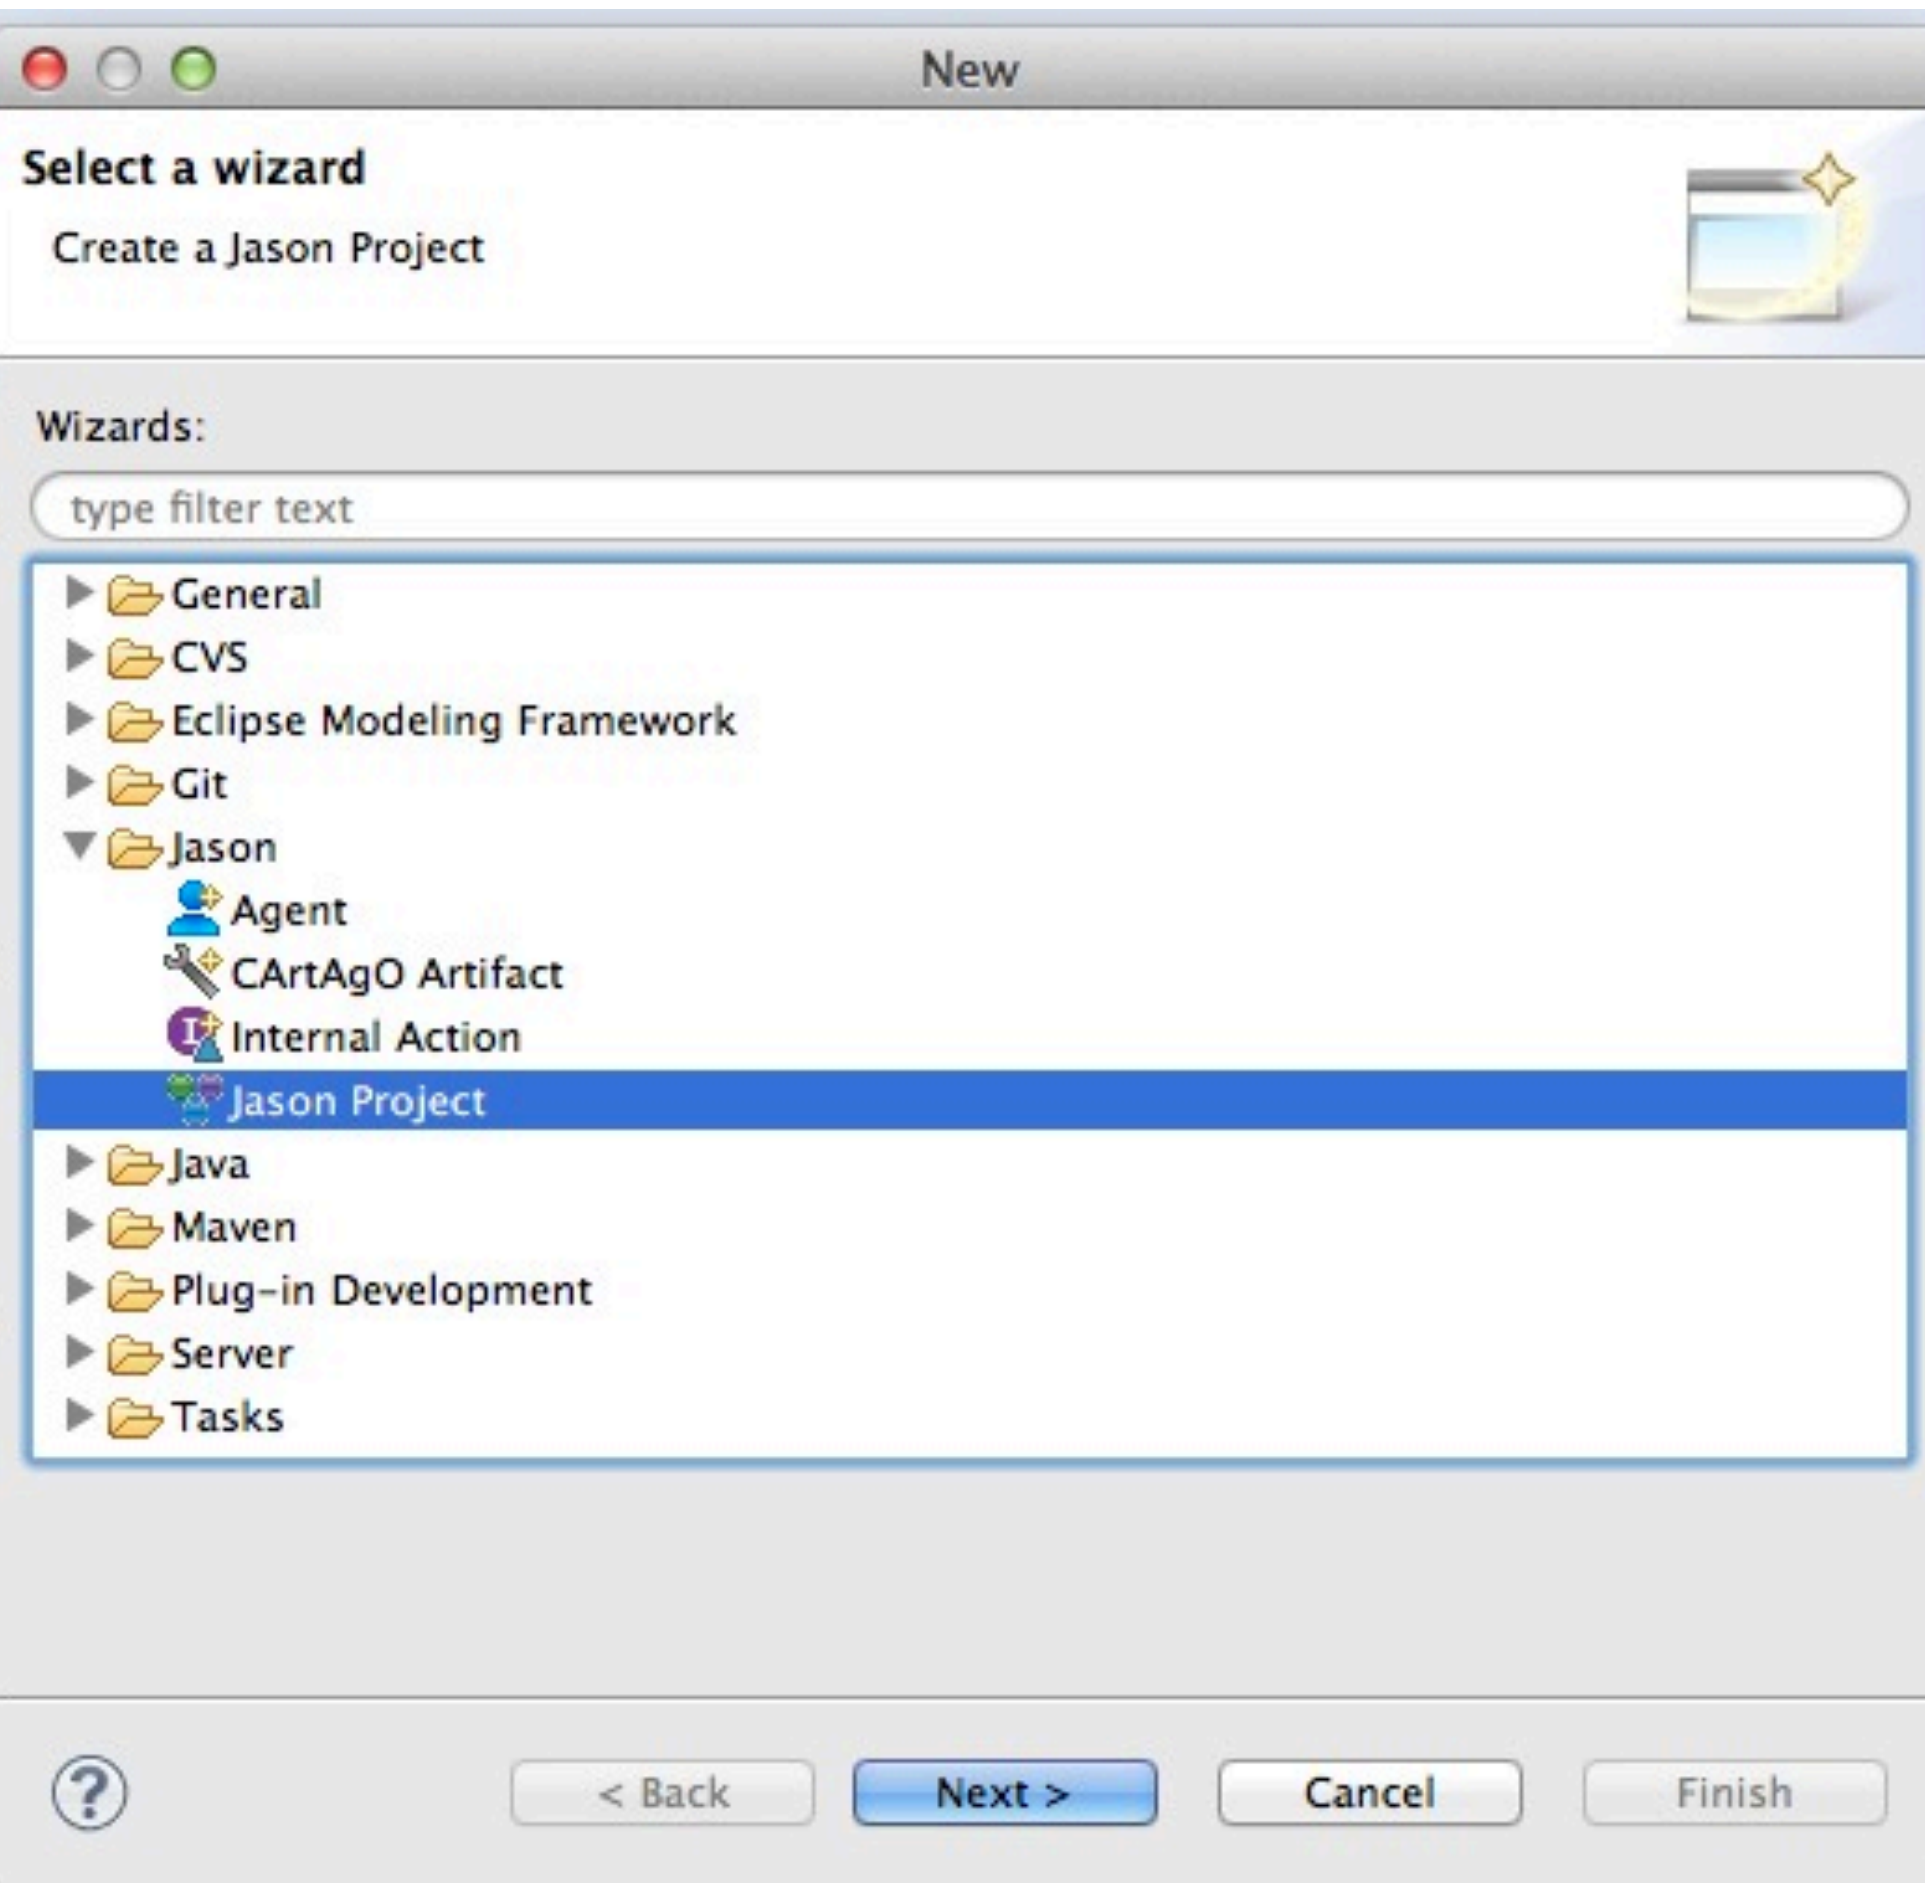 New
Select a wizard
Create a Jason Project
Wizards:
type filter text
General
CVS
Eclipse Modeling Framework
Git
Jason
Agent
CArtAgO Artifact
Internal Action
Jason Project
Java
Maven
Plug-in Development
Server
Tasks
? < Back Next > Cancel Finish